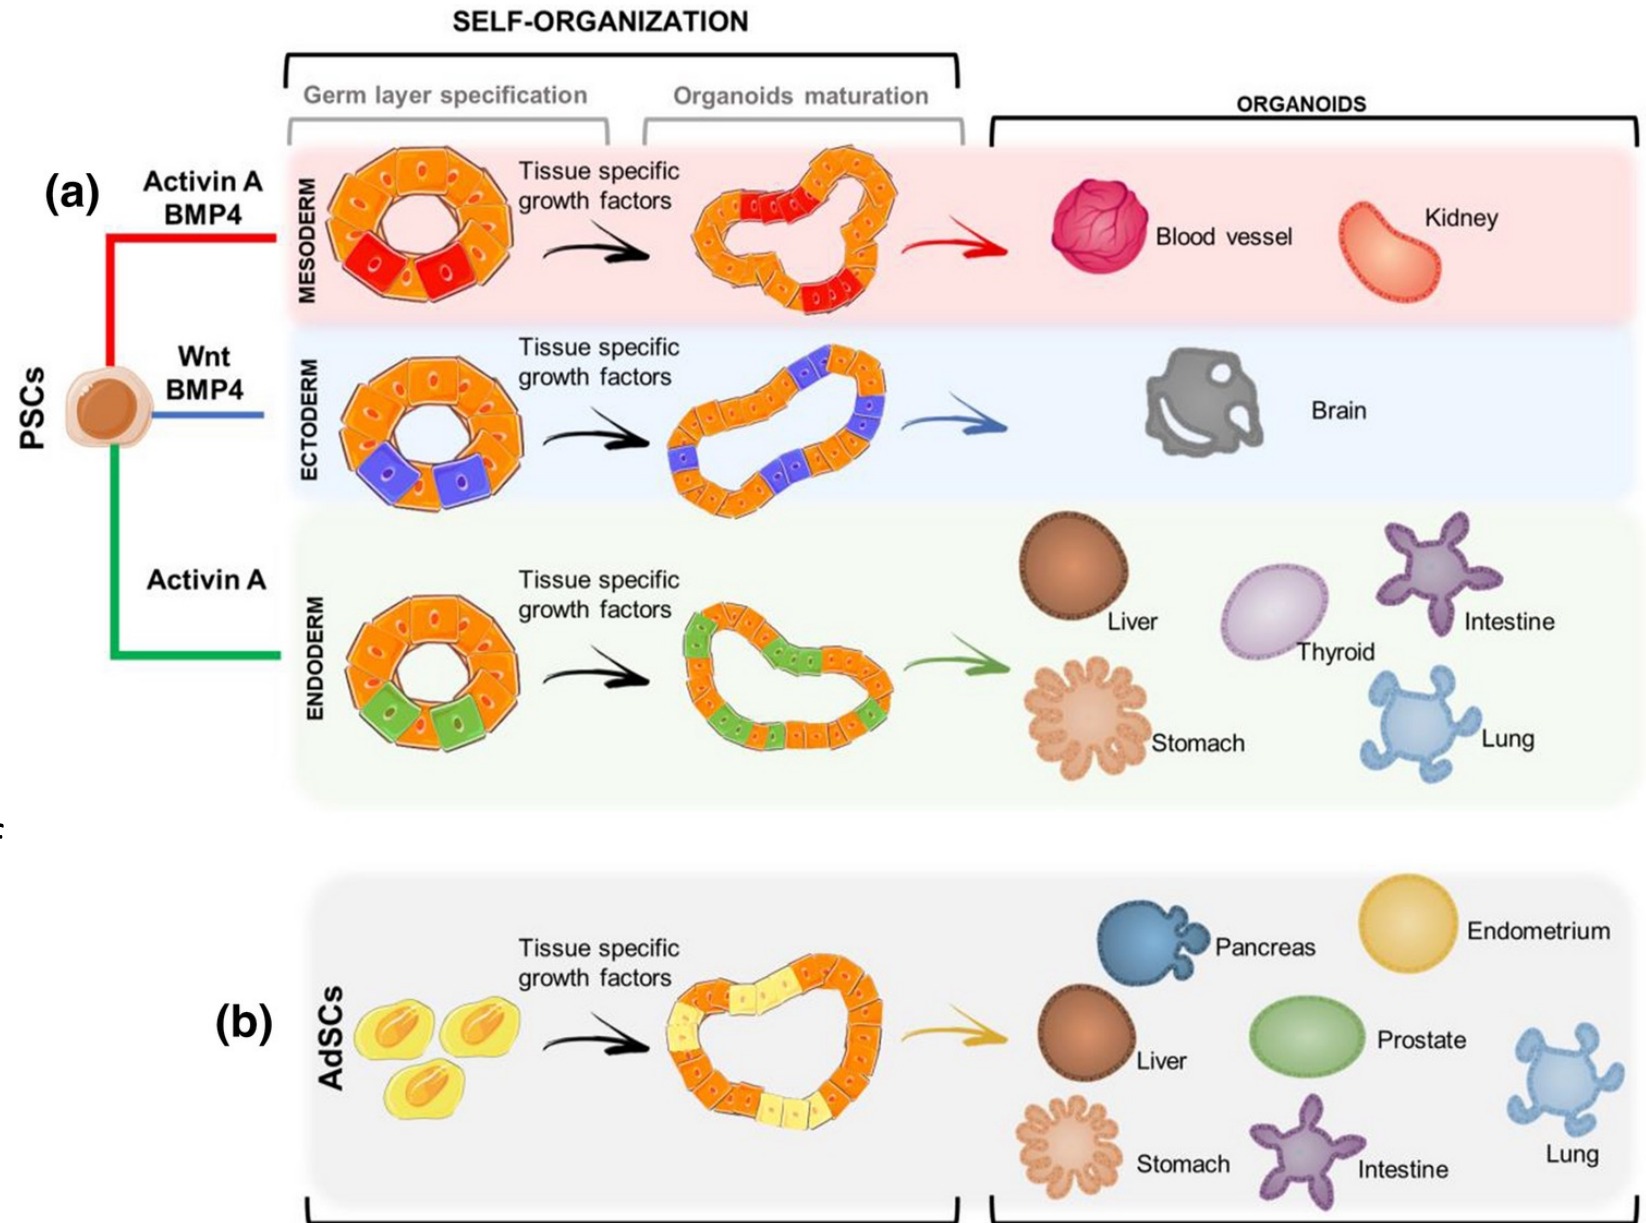 SELF-ORGANIZATION
Germ layer specification
Organoids maturation
ORGANOIDS
(a)
PSCs
Activin A
BMP4
MESODERM
Tissue specific
growth factors
Blood vessel
Kidney
Wnt
BMP4
ECTODERM
Tissue specific
growth factors
Brain
Activin A
ENDODERM
Tissue specific
growth factors
Liver
Thyroid
Intestine
Stomach
Lung
(b)
AdSCs
Tissue specific
growth factors
Pancreas
Endometrium
Liver
Prostate
Stomach
Intestine
Lung